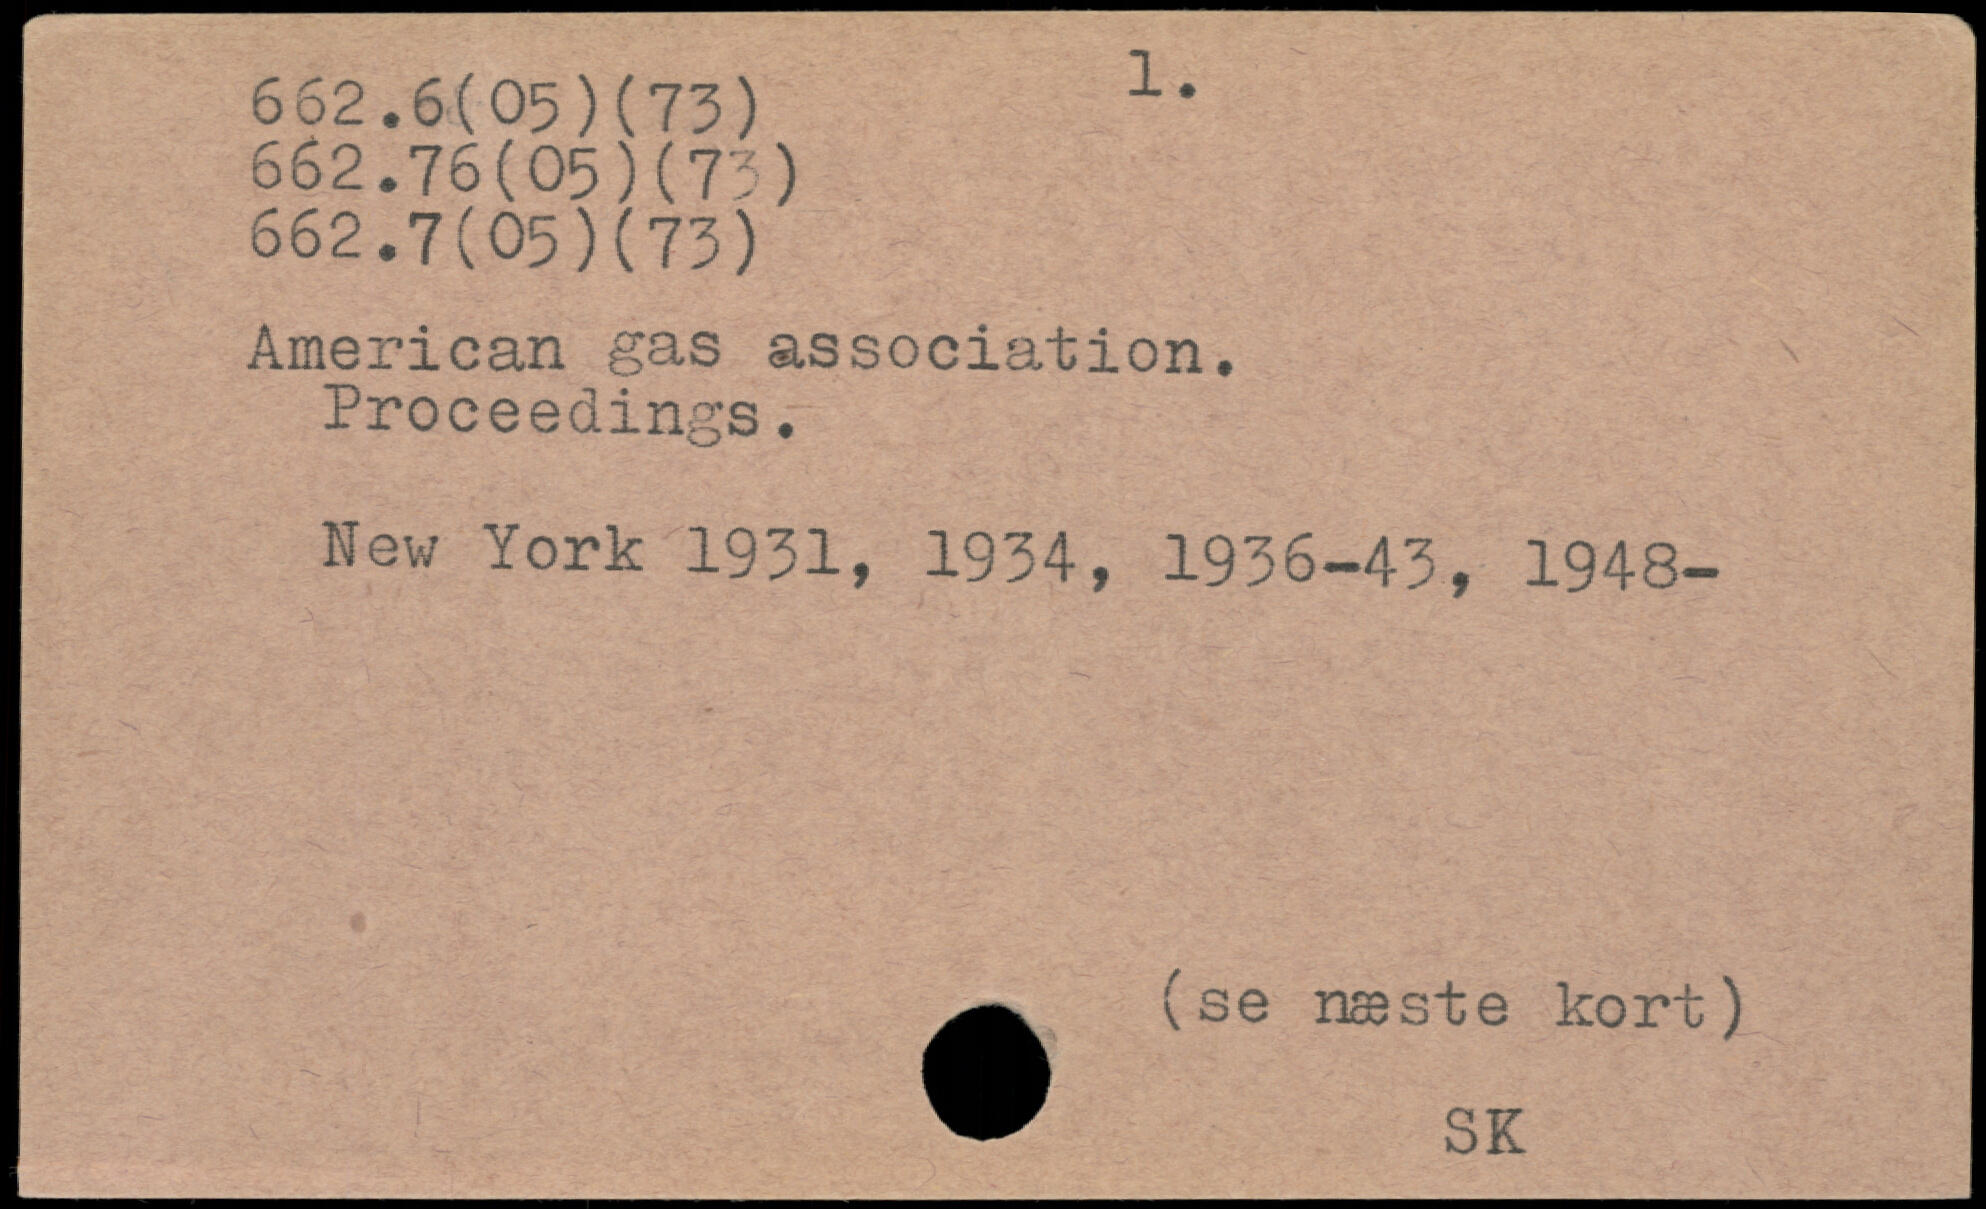 1.
662.6(05)(73)
662.76(05)(73)
662.7(05)(73)
American gas association.
Proceedings.
New York 1931, 1934, 1936-43, 1948-
(se næste kort)
SK